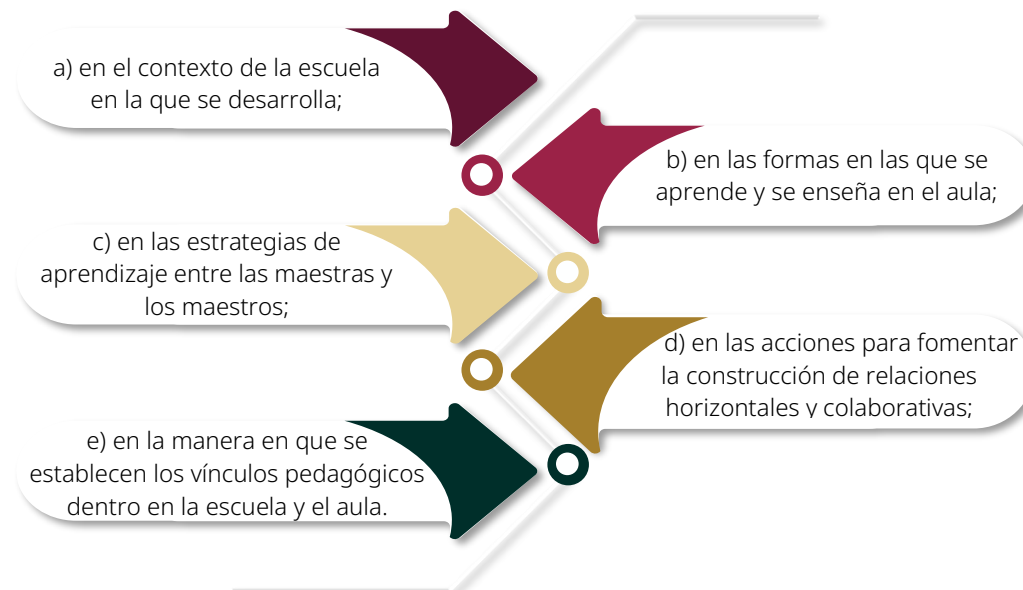 a) en el contexto de la escuela
en la que se desarrolla;
b) en las formas en las que se
aprende y se enseña en el aula;
c) en las estrategias de
aprendizaje entre las maestras y
los maestros;
d) en las acciones para fomentar
la construcción de relaciones
horizontales y colaborativas;
e) en la manera en que se
establecen los vínculos pedagógicos
dentro en la escuela y el aula.